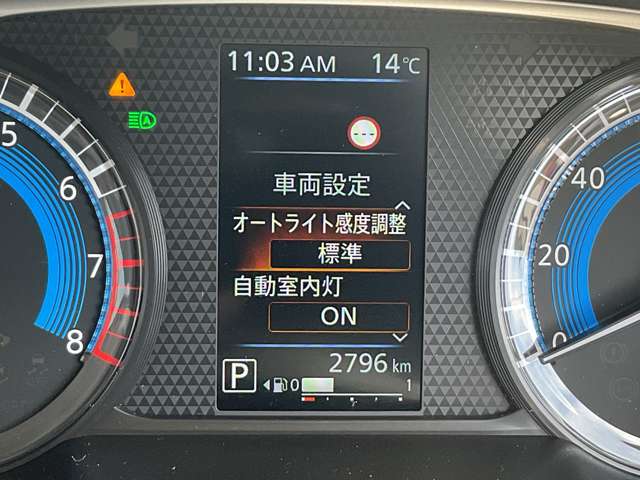 11:03 AM 14℃
車両設定
オートライト感度調整
標準
自動室内灯
ON
2796 km
P 0 1
5
6
7
8
40
20
0
A